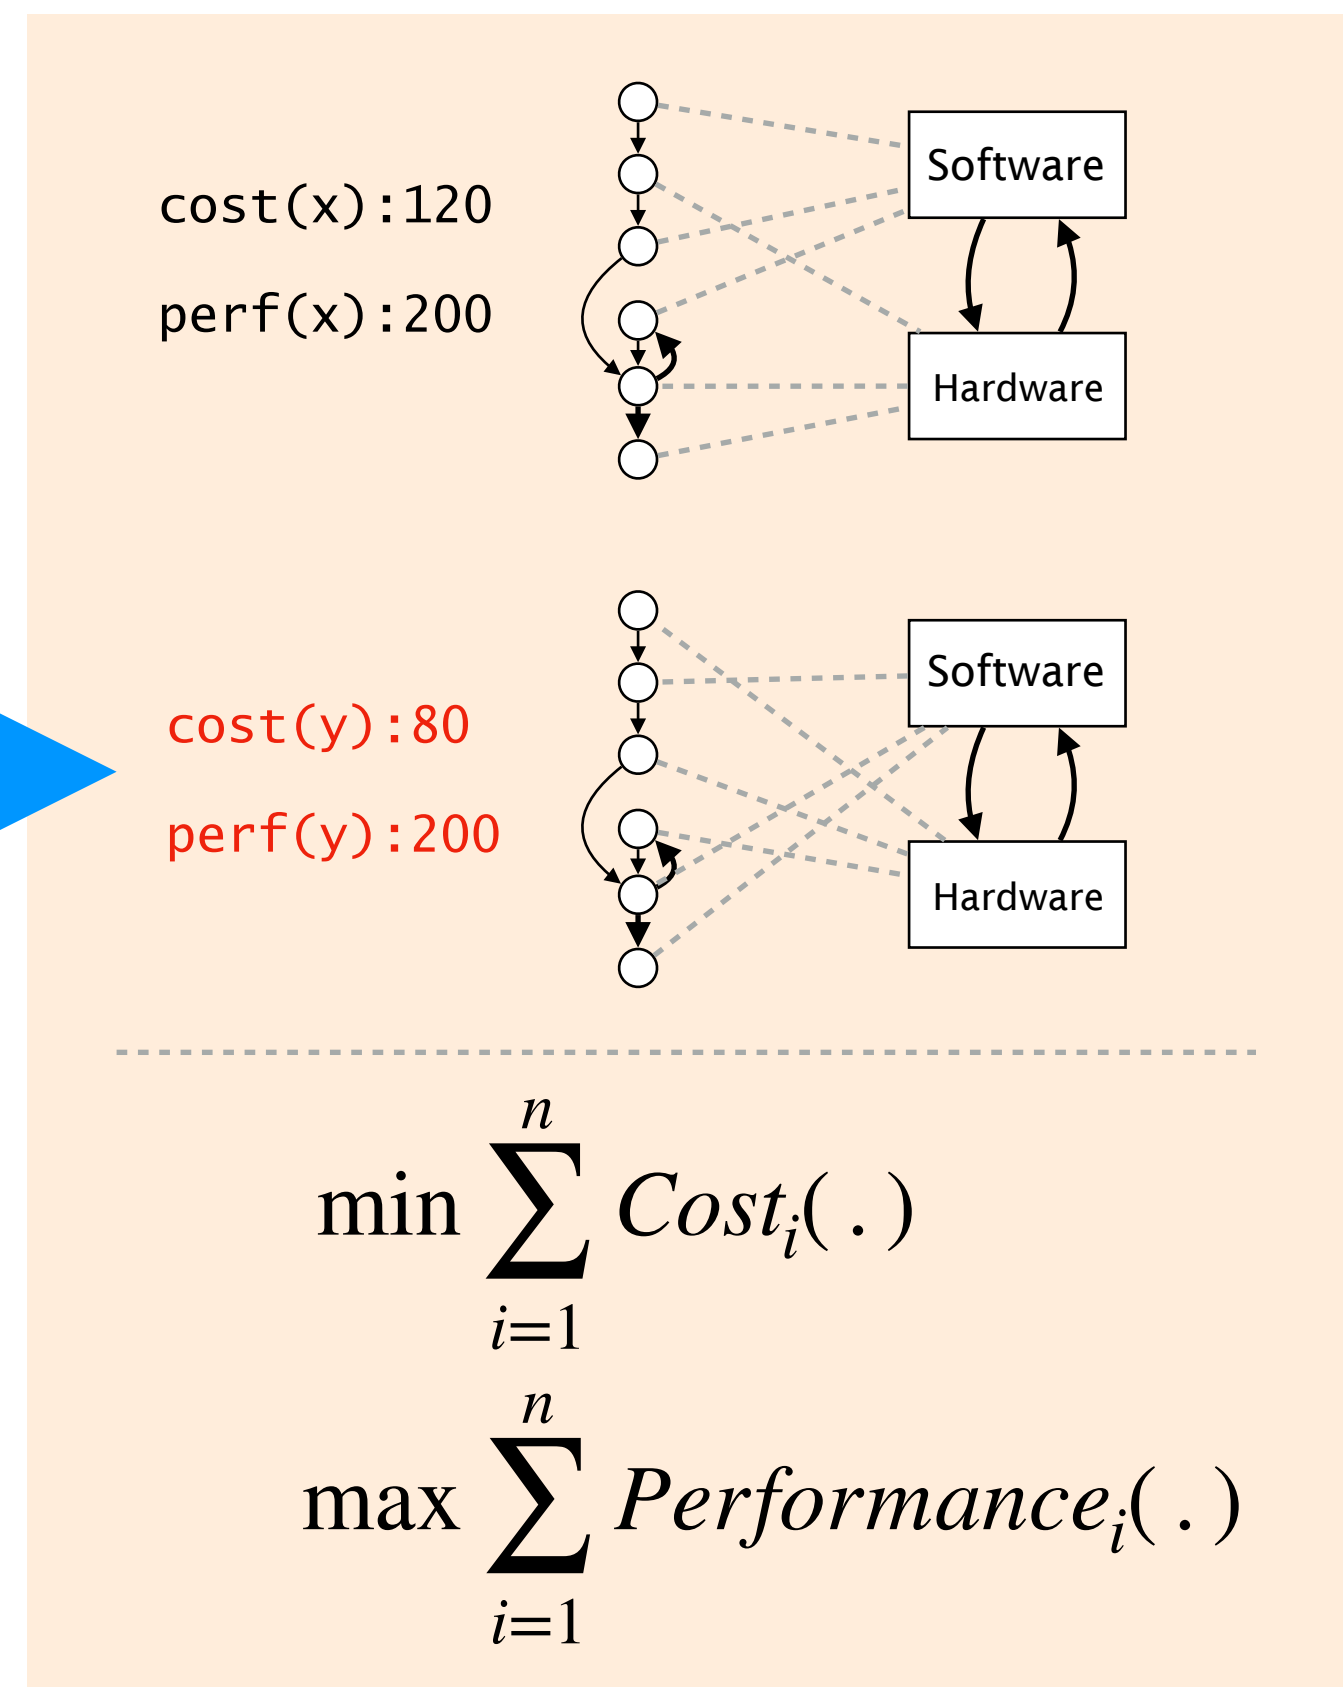 cost(x):120
perf(x):200
Software
Hardware
cost(y):80
perf(y):200
Software
Hardware
min ∑_{i=1}^{n} Cost_i( . )
max ∑_{i=1}^{n} Performance_i( . )